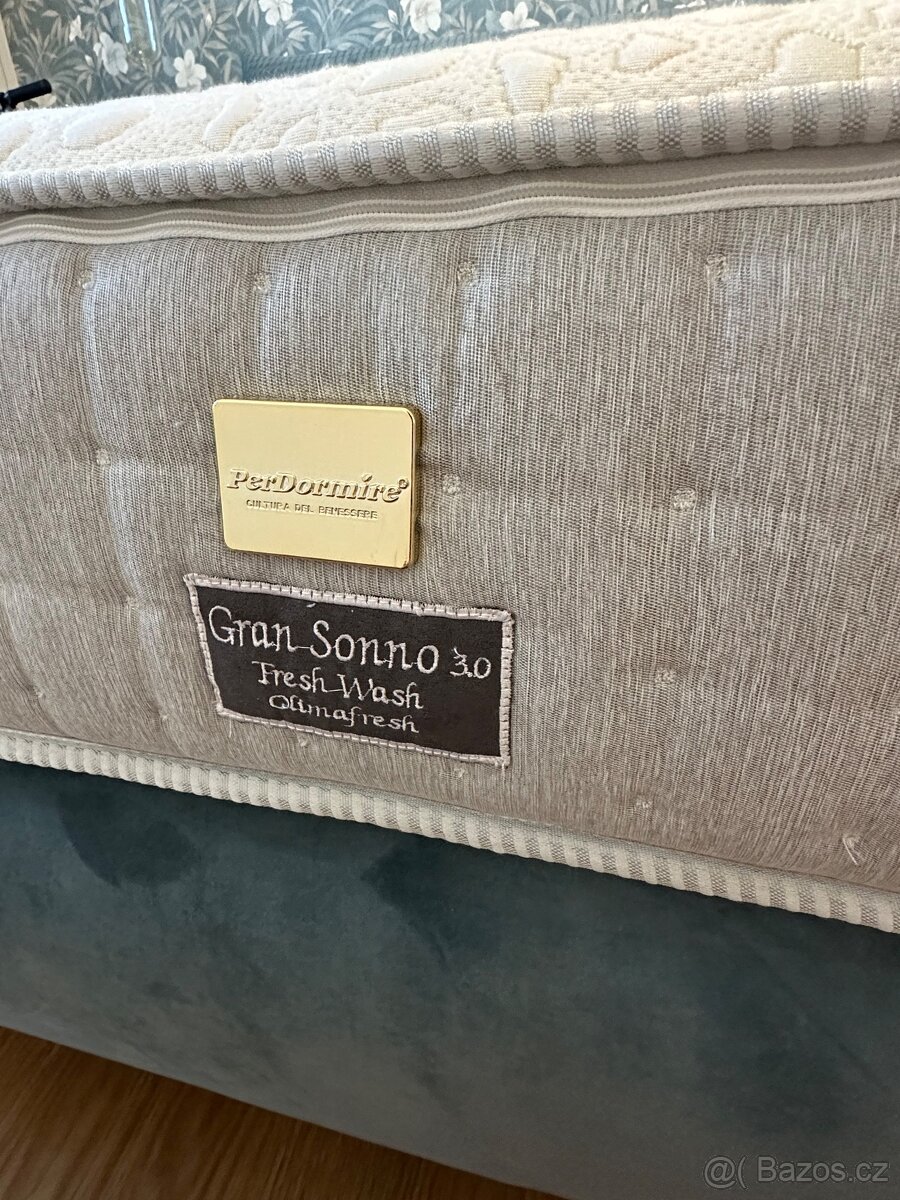 PerDormire®
CULTURA DEL BENESSERE
Gran Sonno 3.0
Fresh Wash
Climafresh
@( Bazos.cz